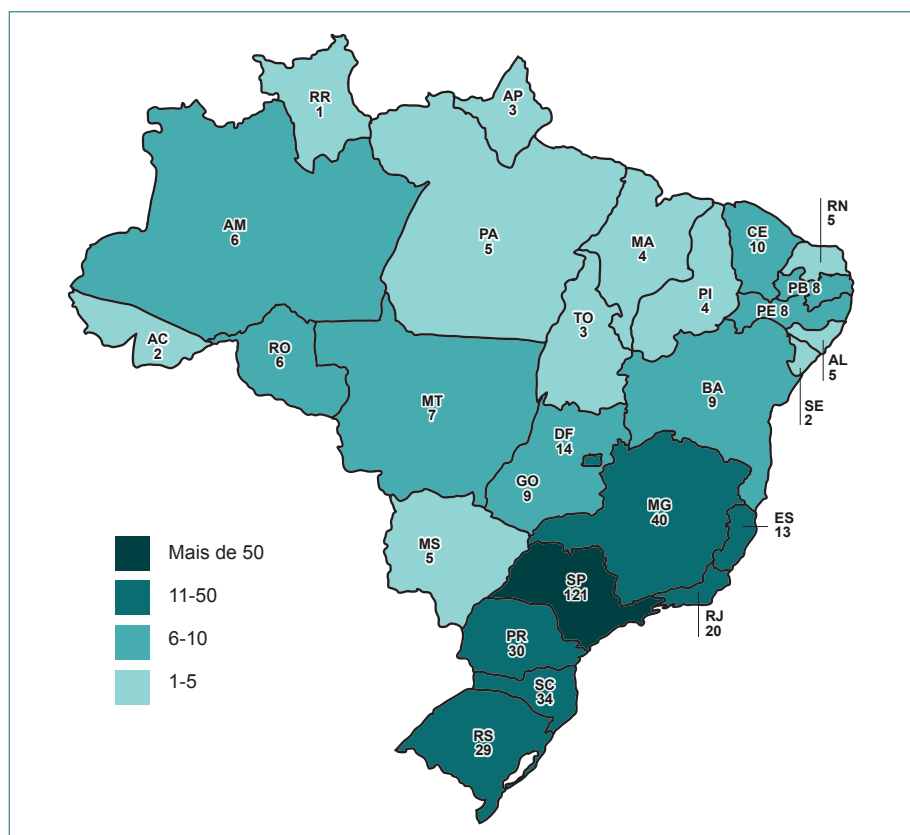 RR
1
AP
3
AM
6
PA
5
MA
4
CE
10
RN
5
PI
4
PB 8
PE 8
TO
3
AC
2
RO
6
AL
5
SE
2
MT
7
BA
9
DF
14
GO
9
MG
40
ES
13
MS
5
SP
121
RJ
20
PR
30
SC
34
RS
29
Mais de 50
11-50
6-10
1-5